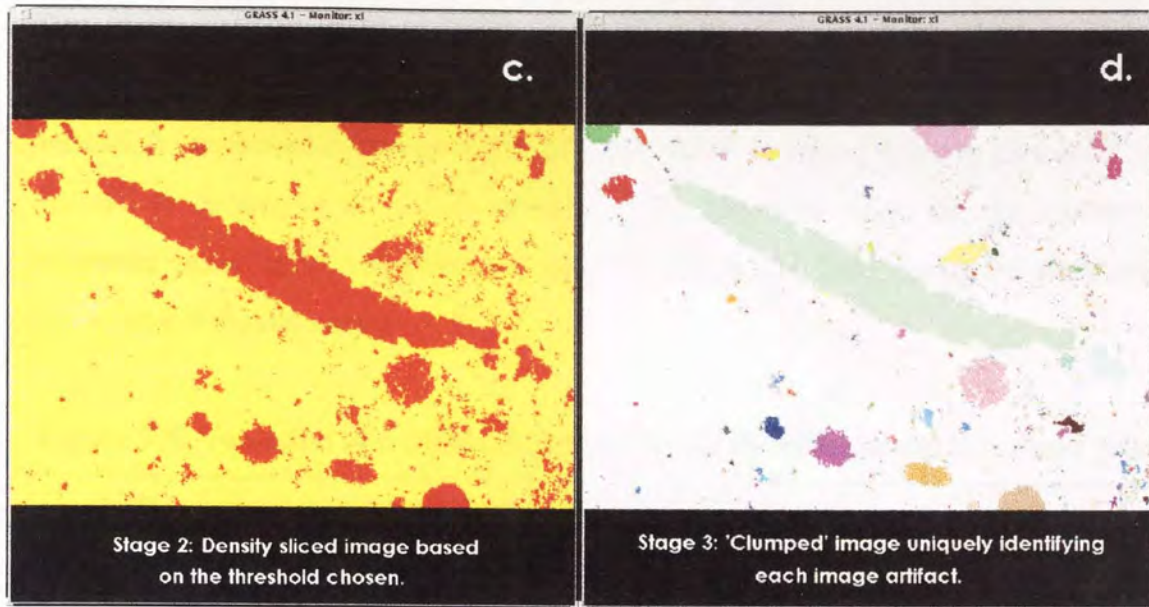 GRASS 4.1 – Monitor: x1
c.
Stage 2: Density sliced image based
on the threshold chosen.
GRASS 4.1 – Monitor: x1
d.
Stage 3: 'Clumped' image uniquely identifying
each image artifact.